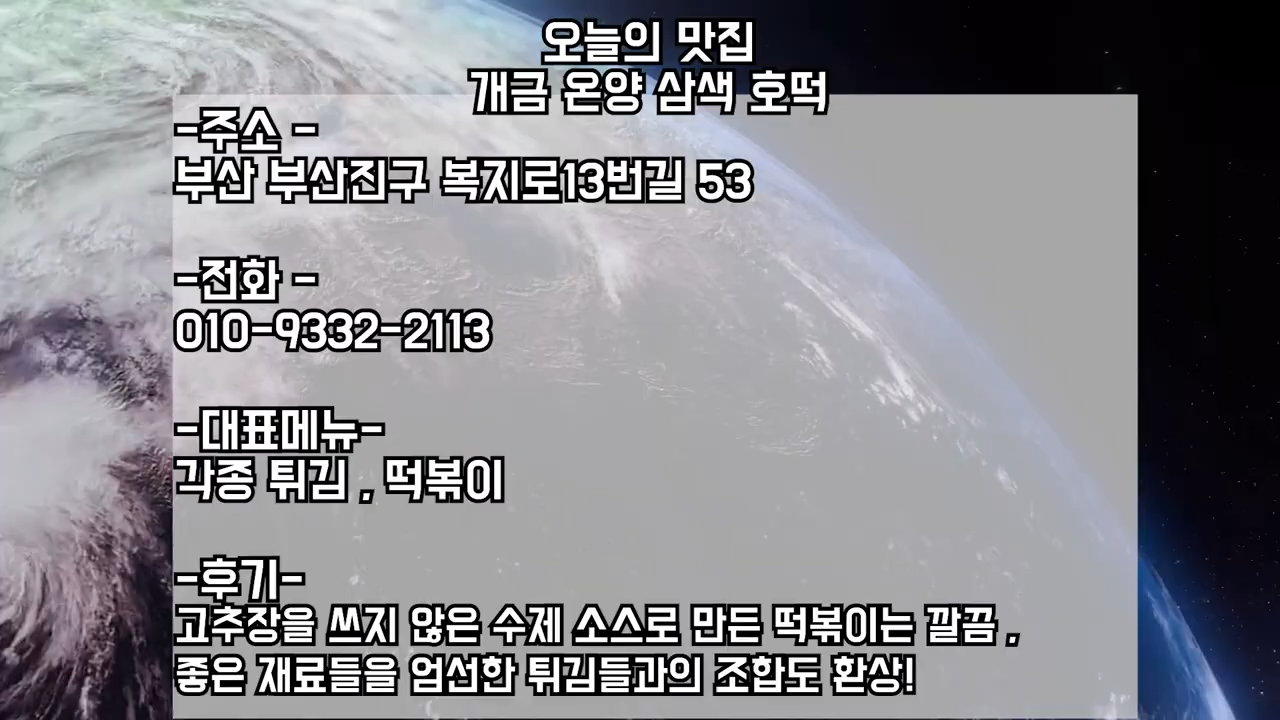 오늘의 맛집
개금 온양 삼색 호떡
-주소 -
부산 부산진구 복지로13번길 53
-전화 -
010-9332-2113
-대표메뉴-
각종 튀김 , 떡볶이
-후기-
고추장을 쓰지 않은 수제 소스로 만든 떡볶이는 깔끔 ,
좋은 재료들을 엄선한 튀김들과의 조합도 환상!